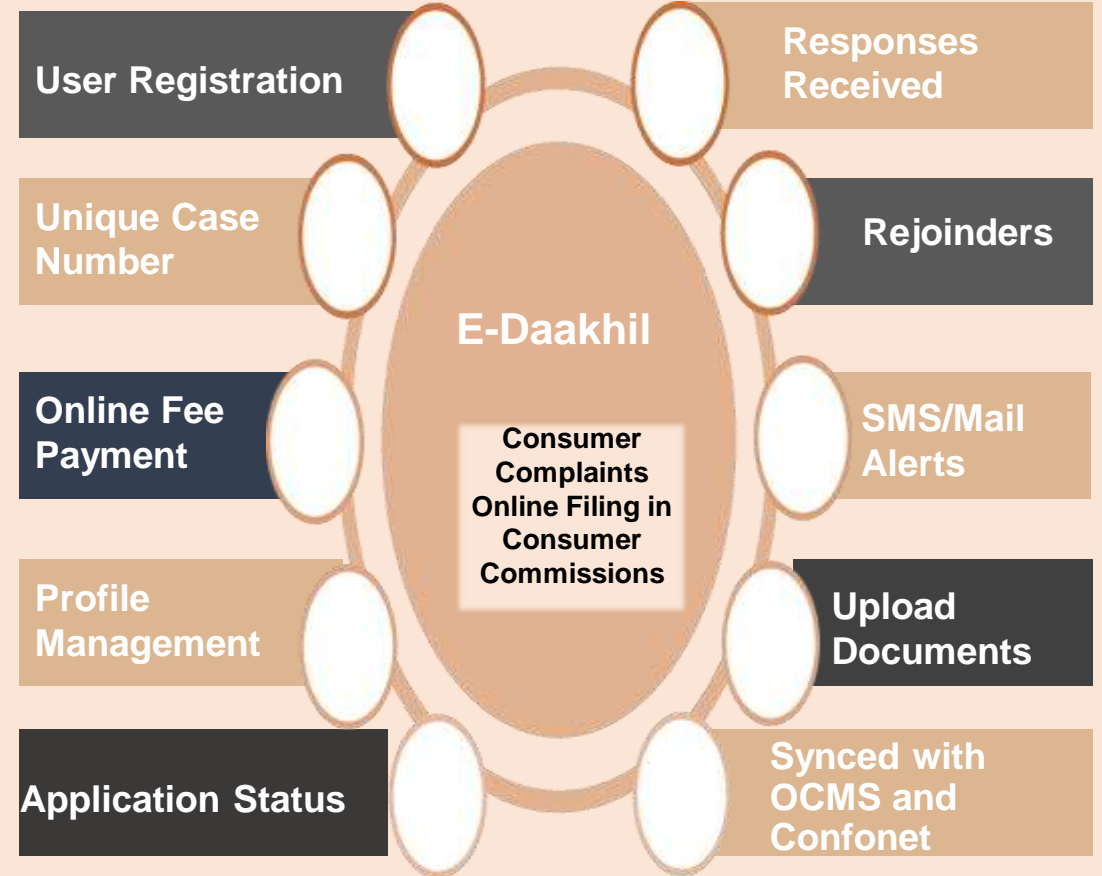 User Registration
Unique Case
Number
Online Fee
Payment
Profile
Management
Application Status
E-Daakhil
Consumer
Complaints
Online Filing in
Consumer
Commissions
Responses
Received
Rejoinders
SMS/Mail
Alerts
Upload
Documents
Synced with
OCMS and
Confonet